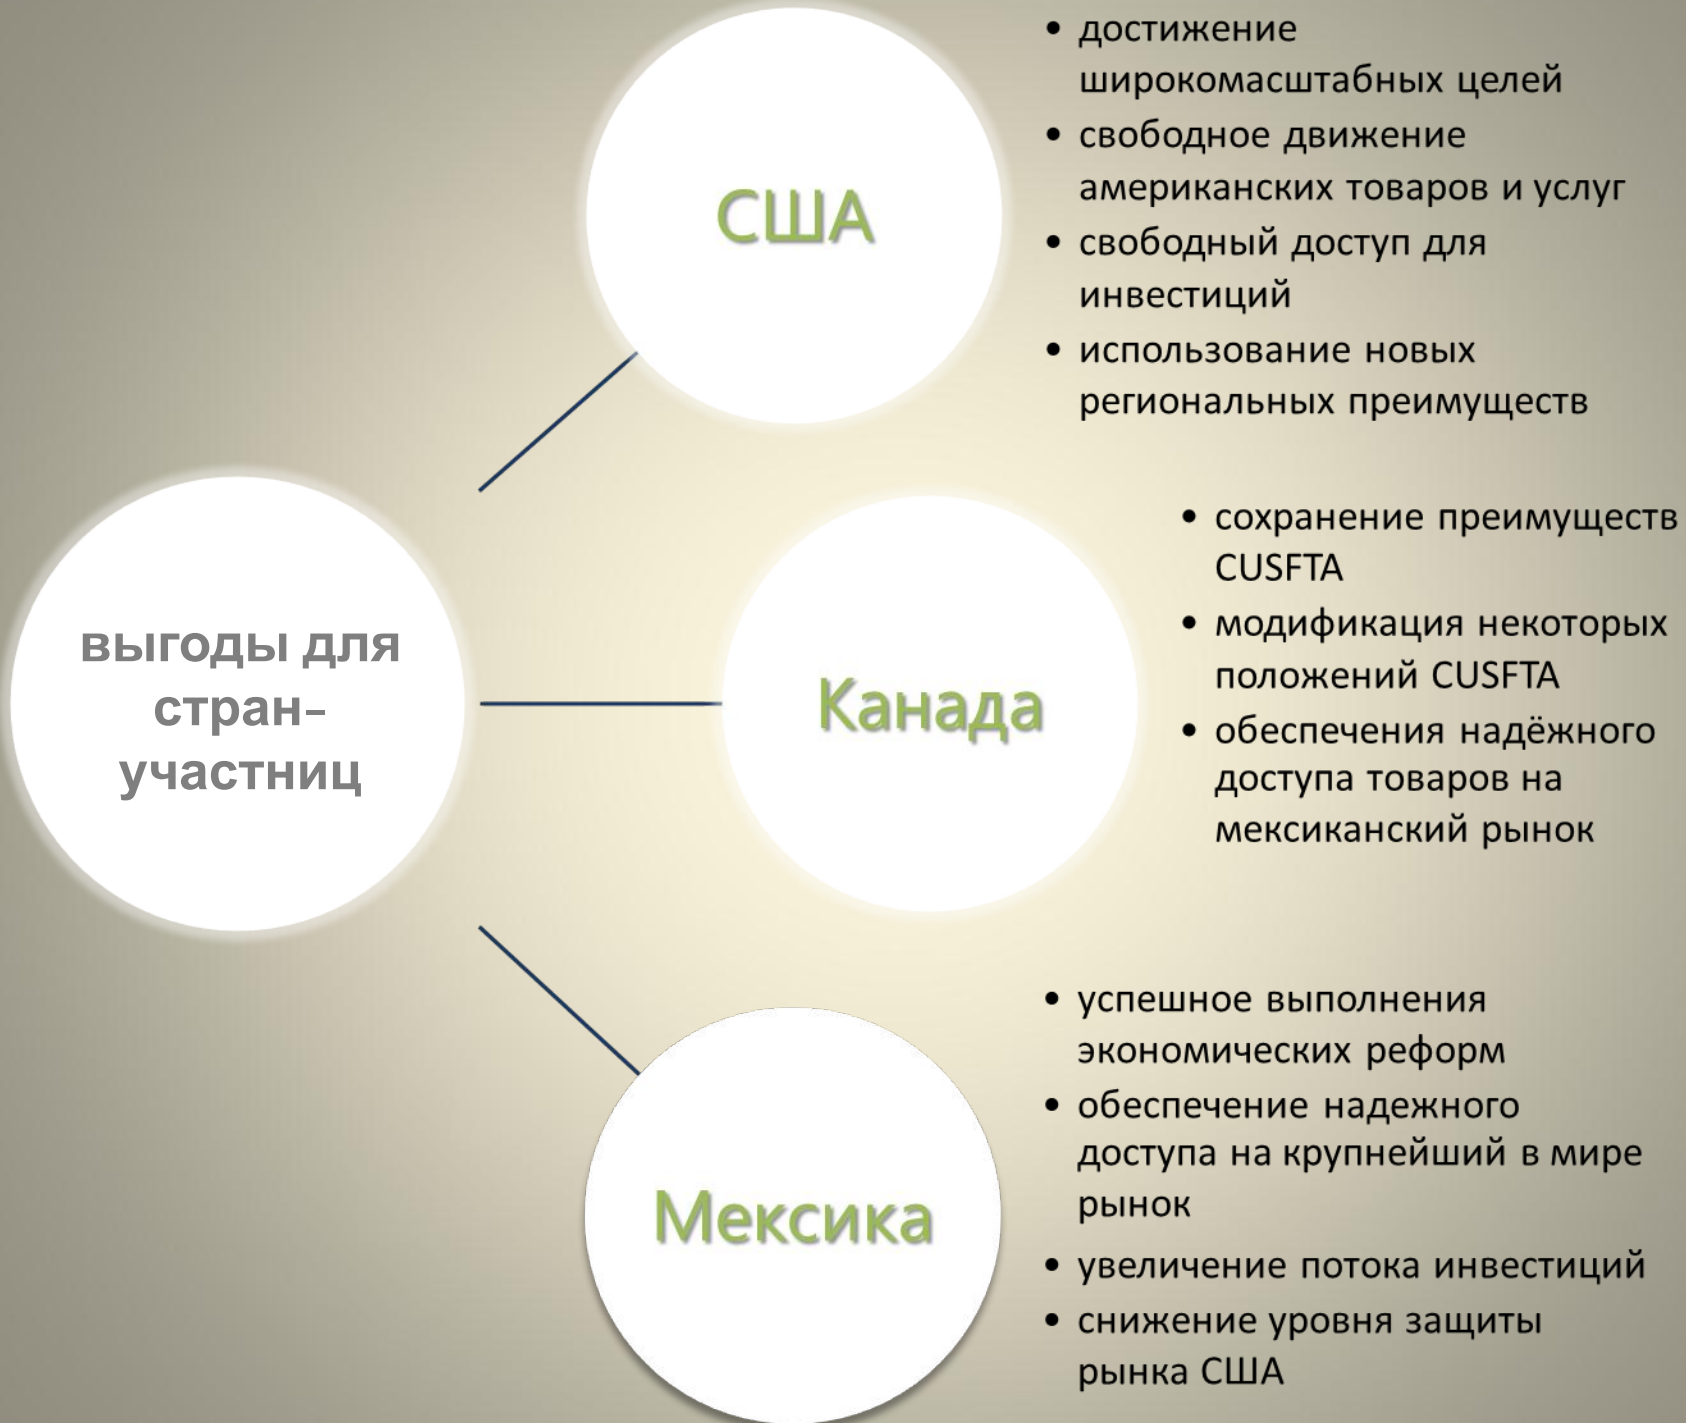 выгоды для
стран-
участниц
США
• достижение
широкомасштабных целей
• свободное движение
американских товаров и услуг
• свободный доступ для
инвестиций
• использование новых
региональных преимуществ
Канада
• сохранение преимуществ
CUSFTA
• модификация некоторых
положений CUSFTA
• обеспечения надёжного
доступа товаров на
мексиканский рынок
Мексика
• успешное выполнения
экономических реформ
• обеспечение надежного
доступа на крупнейший в мире
рынок
• увеличение потока инвестиций
• снижение уровня защиты
рынка США